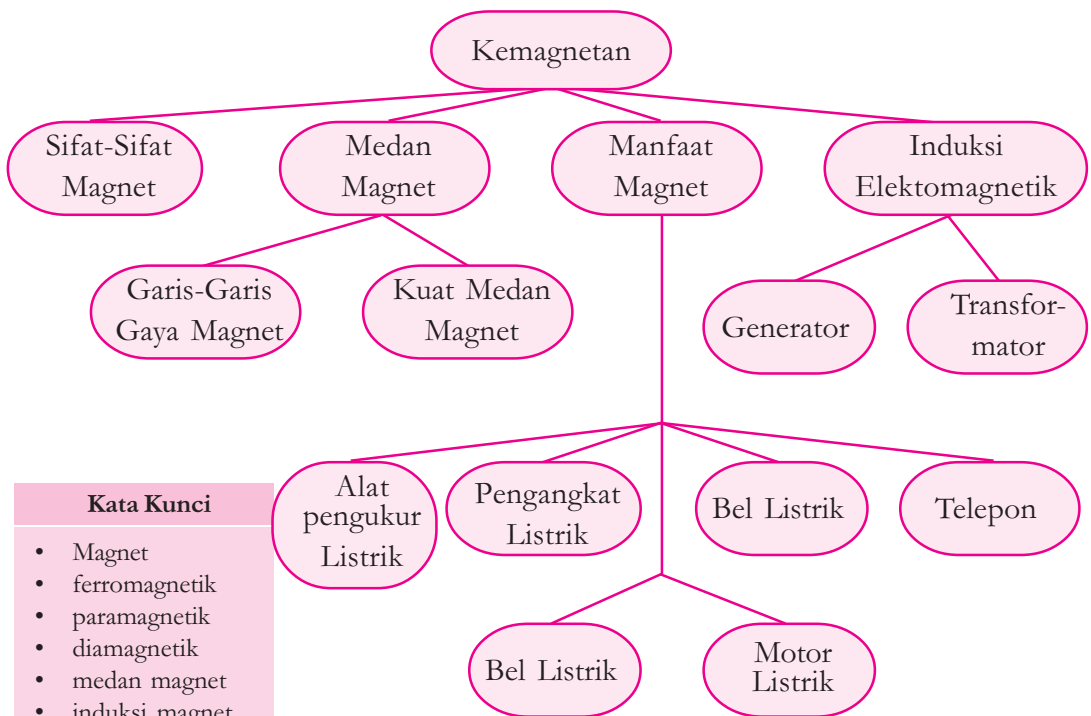 Kemagnetan
Sifat-Sifat
Magnet
Medan
Magnet
Manfaat
Magnet
Induksi
Elektomagnetik
Garis-Garis
Gaya Magnet
Kuat Medan
Magnet
Generator
Transfor-
mator
Alat
pengukur
Listrik
Pengangkat
Listrik
Bel Listrik
Telepon
Bel Listrik
Motor
Listrik
Kata Kunci
• Magnet
• ferromagnetik
• paramagnetik
• diamagnetik
• medan magnet
• induksi magnet